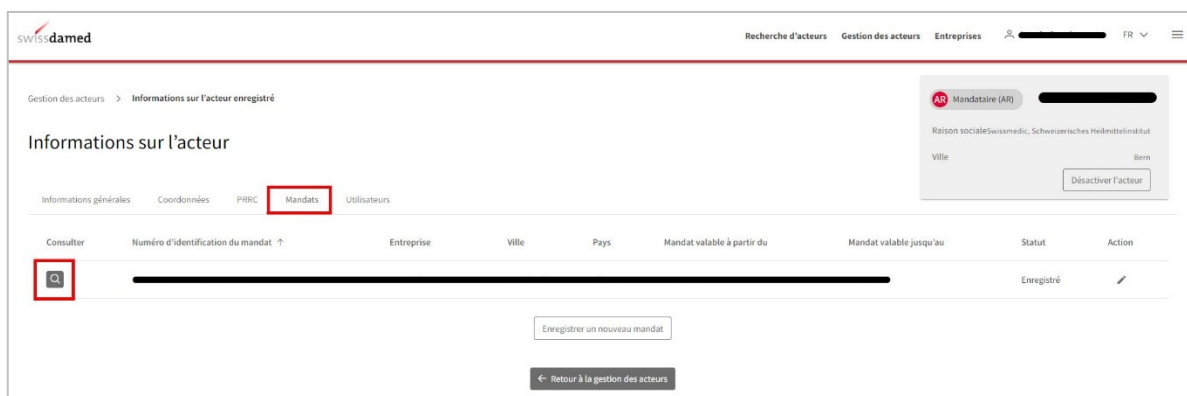 swissdamed
Recherche d'acteurs Gestion des acteurs Entreprises FR
Gestion des acteurs > Informations sur l'acteur enregistré
AR Mandataire (AR)
Informations sur l'acteur
Raison sociale Swissmedic, Schweizerisches Heilmittelinstitut
Ville Bern
Désactiver l'acteur
Informations générales Coordonnées PRRC Mandats Utilisateurs
Consulter Numéro d'identification du mandat ↑ Entreprise Ville Pays Mandat valable à partir du Mandat valable jusqu'au Statut Action
Enregistré
Enregistrer un nouveau mandat
← Retour à la gestion des acteurs